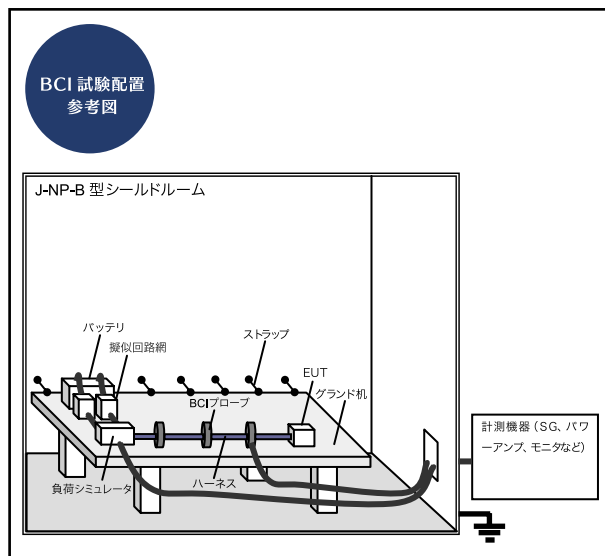 BCI 試験配置
参考図
J-NP-B 型シールドルーム
バッテリ
擬似回路網
ストラップ
EUT
グランド机
BCIプローブ
計測機器(SG、パワ
ーアンプ、モニタなど)
負荷シミュレータ
ハーネス